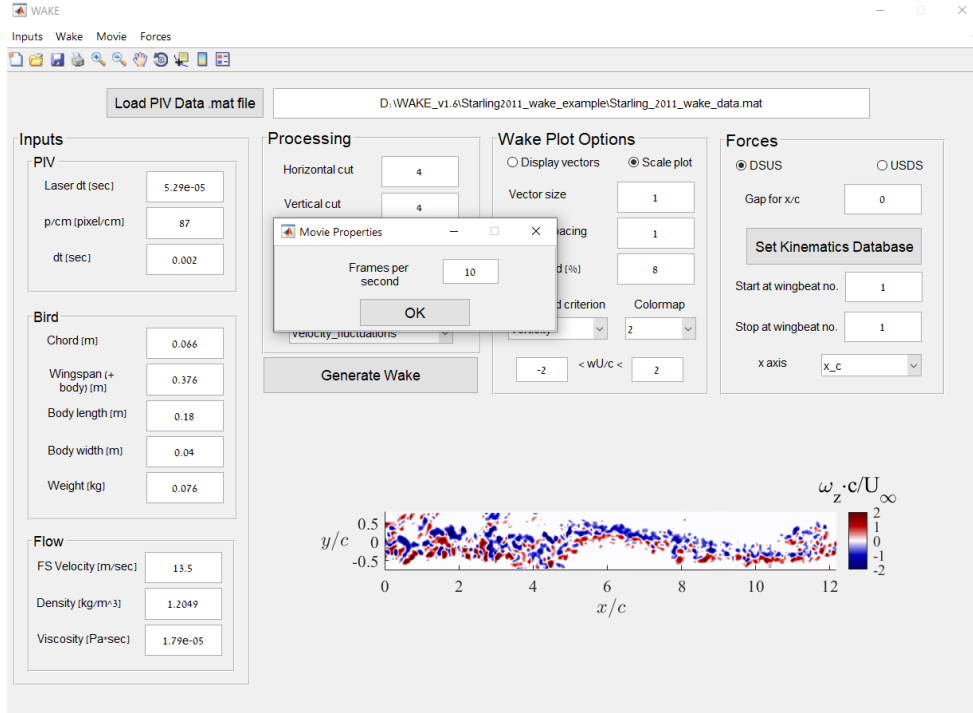 WAKE
Inputs Wake Movie Forces
Load PIV Data .mat file
D:\WAKE_v1.6\Starling2011_wake_example\Starling_2011_wake_data.mat
Inputs
PIV
Laser dt [sec] 5.29e-05
p/cm [pixel/cm] 87
dt [sec] 0.002
Bird
Chord [m] 0.066
Wingspan (+
body) [m] 0.376
Body length [m] 0.18
Body width [m] 0.04
Weight [kg] 0.076
Flow
FS Velocity [m/sec] 13.5
Density [kg/m^3] 1.2049
Viscosity [Pa*sec] 1.79e-05
Processing
Horizontal cut 4
Vertical cut 4
Velocity_fluctuations
Generate Wake
Movie Properties
Frames per
second 10
OK
Wake Plot Options
Display vectors Scale plot
Vector size 1
1
[%] 8
criterion Colormap
2
-2 < wU/c < 2
Forces
DSUS USDS
Gap for x/c 0
Set Kinematics Database
Start at wingbeat no. 1
Stop at wingbeat no. 1
x axis x_c
ω_z·c/U_∞
2
1
0
-1
-2
y/c
0.5
0
-0.5
0 2 4 6 8 10 12
x/c